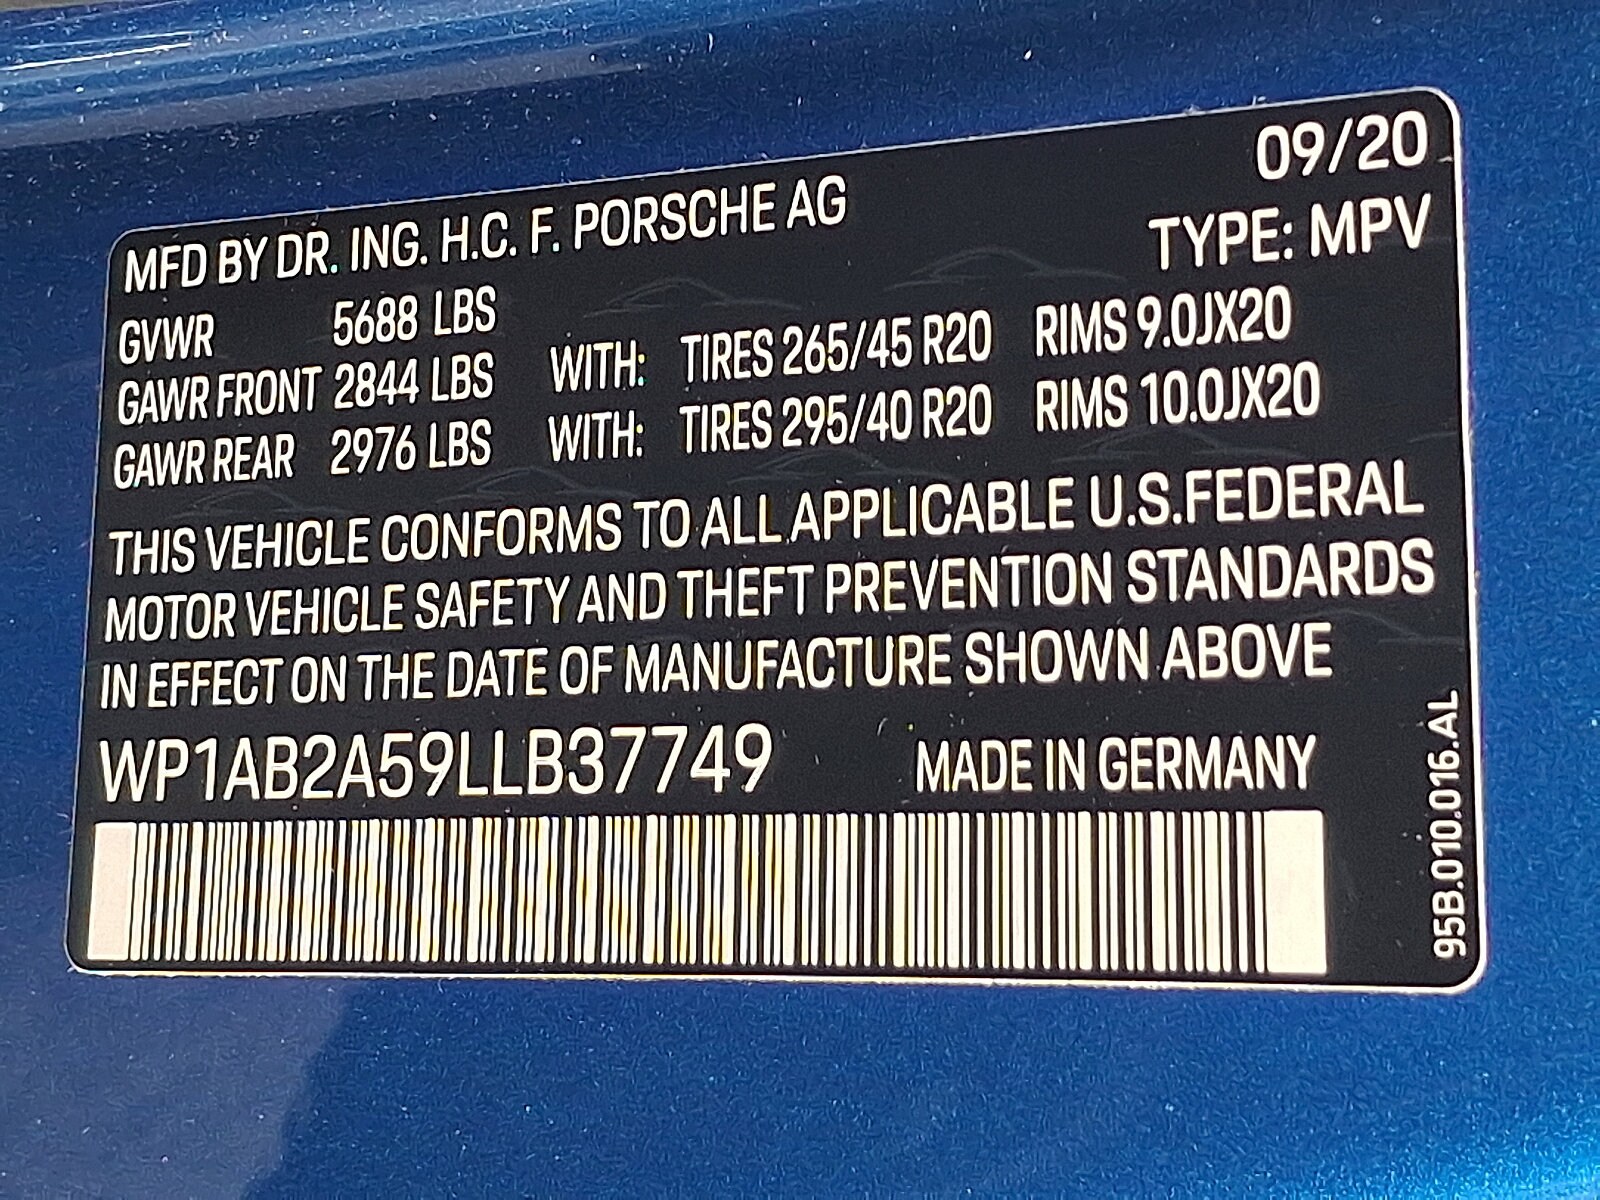 09/20
MFD BY DR. ING. H.C. F. PORSCHE AG
TYPE: MPV
GVWR 5688 LBS
GAWR FRONT 2844 LBS WITH: TIRES 265/45 R20 RIMS 9.0JX20
GAWR REAR 2976 LBS WITH: TIRES 295/40 R20 RIMS 10.0JX20
THIS VEHICLE CONFORMS TO ALL APPLICABLE U.S.FEDERAL
MOTOR VEHICLE SAFETY AND THEFT PREVENTION STANDARDS
IN EFFECT ON THE DATE OF MANUFACTURE SHOWN ABOVE
WP1AB2A59LLB37749 MADE IN GERMANY
95B.010.016.AL